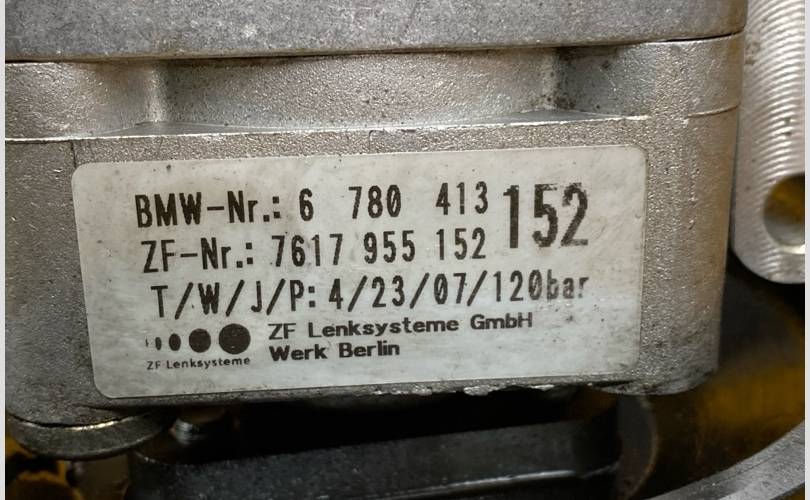 BMW-Nr.: 6 780 413
152
ZF-Nr.: 7617 955 152
T/W/J/P: 4/23/07/120bar
ZF Lenksysteme GmbH
Werk Berlin
ZF Lenksysteme